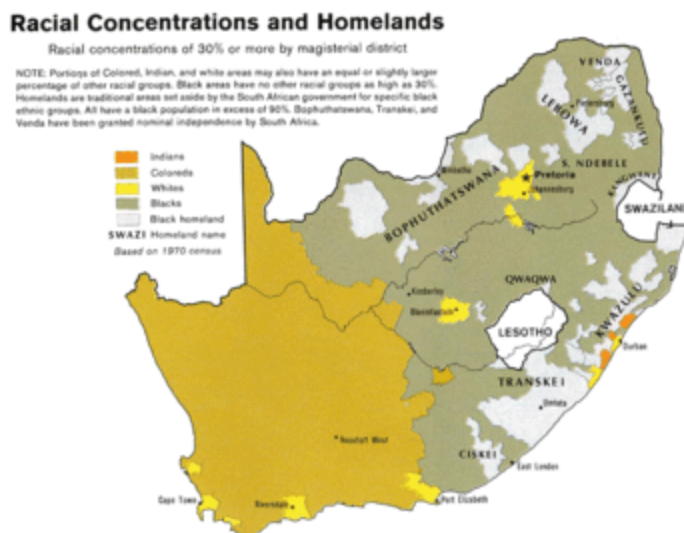 Racial Concentrations and Homelands
Racial concentrations of 30% or more by magisterial district
NOTE: Portions of Colored, Indian, and white areas may also have an equal or slightly larger
percentage of other racial groups. Black areas have no other racial groups as high as 30%.
Homelands are traditional areas set aside by the South African government for specific black
ethnic groups. All have a black population in excess of 90%. Bophuthatswana, Transkei, and
Venda have been granted nominal independence by South Africa.
Indians
Coloreds
Whites
Blacks
Black homeland
SWAZI Homeland name
Based on 1970 census
VENDA
GAZANKULU
LEBOWA
Pietersburg
S. NDEBELE
Mmabatho
Pretoria
Johannesburg
KANGWANE
BOPHUTHATSWANA
SWAZILAND
QWAQWA
Kimberley
Bloemfontein
KWAZULU
LESOTHO
Durban
TRANSKEI
Umtata
Beaufort West
CISKEI
East London
Cape Town
Riversdale
Port Elizabeth